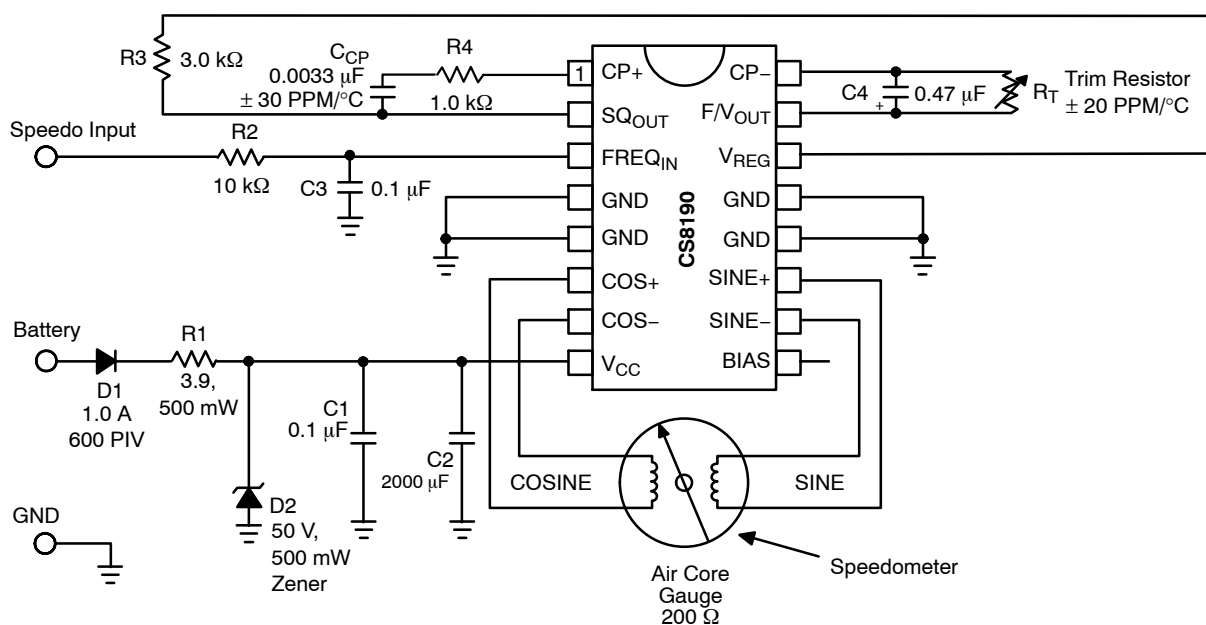 R3
3.0 kΩ
C_CP
0.0033 μF
± 30 PPM/°C
R4
1.0 kΩ
Speedo Input
R2
10 kΩ
C3
0.1 μF
1
CP+
SQ_OUT
FREQ_IN
GND
GND
COS+
COS−
V_CC
CS8190
CP−
F/V_OUT
V_REG
GND
GND
SINE+
SINE−
BIAS
C4
+
0.47 μF
R_T
Trim Resistor
± 20 PPM/°C
Battery
D1
1.0 A
600 PIV
R1
3.9,
500 mW
C1
0.1 μF
C2
2000 μF
D2
50 V,
500 mW
Zener
GND
COSINE
SINE
Speedometer
Air Core
Gauge
200 Ω